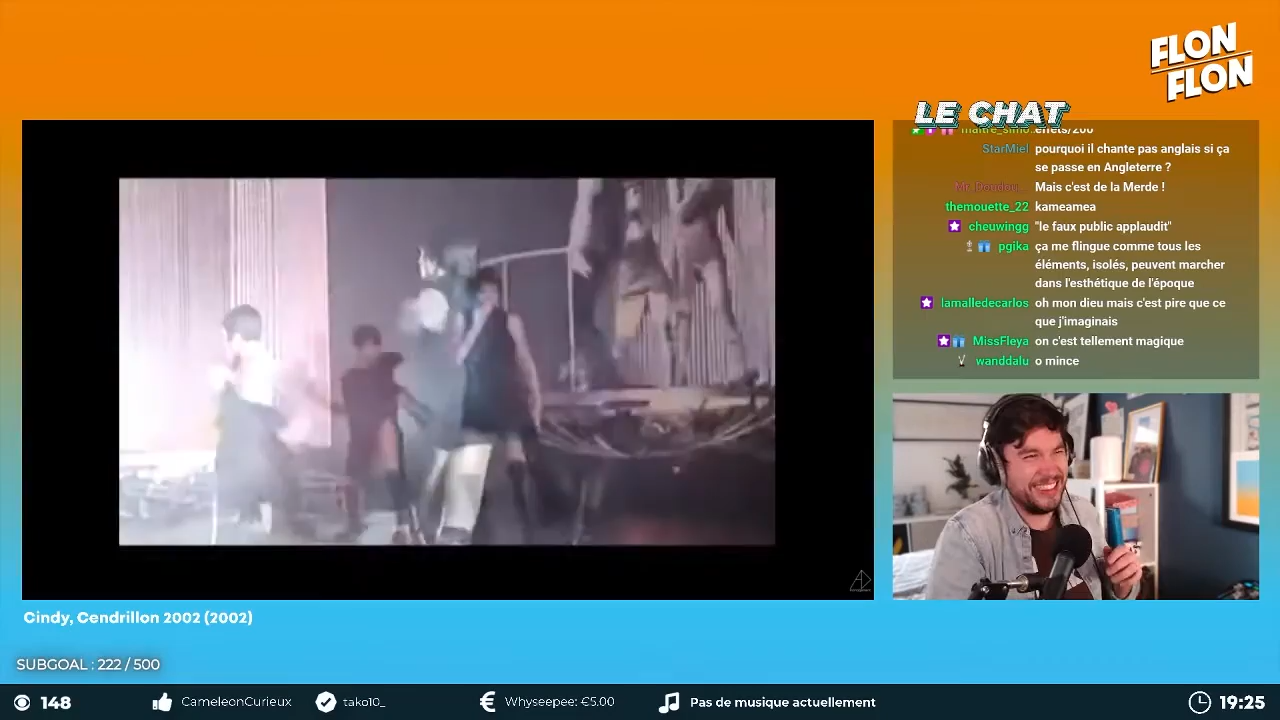 FLON
FLON
LE CHAT
maitre_simo.. effets/200
StarMiel pourquoi il chante pas anglais si ça
se passe en Angleterre ?
Mr_Doudou... Mais c'est de la Merde !
themouette_22 kameamea
cheuwingg "le faux public applaudit"
pgika ça me flingue comme tous les
éléments, isolés, peuvent marcher
dans l'esthétique de l'époque
lamalledecarlos oh mon dieu mais c'est pire que ce
que j'imaginais
MissFleya on c'est tellement magique
wanddalu o mince
Cindy, Cendrillon 2002 (2002)
SUBGOAL : 222 / 500
148 CameleonCurieux tako10_ € Whyseepee: €5.00 Pas de musique actuellement 19:25